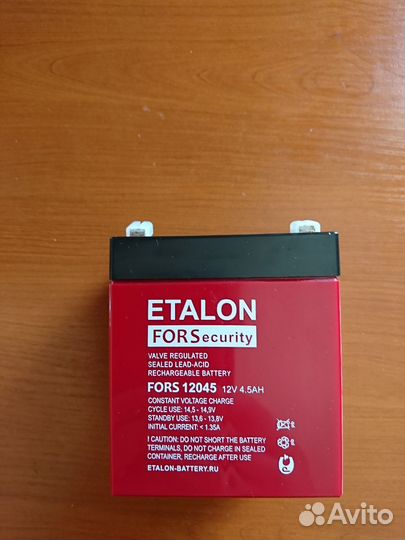 ETALON
FORSecurity
VALVE REGULATED
SEALED LEAD-ACID
RECHARGEABLE BATTERY
FORS 12045 12V 4.5AH
CONSTANT VOLTAGE CHARGE
CYCLE USE: 14,5 - 14,9V
STANDBY USE: 13,6 - 13,8V
INITIAL CURRENT: < 1.35A
! CAUTION: DO NOT SHORT THE BATTERY
TERMINALS, DO NOT CHARGE IN SEALED
CONTAINER, RECHARGE AFTER USE
ETALON-BATTERY.RU
Avito